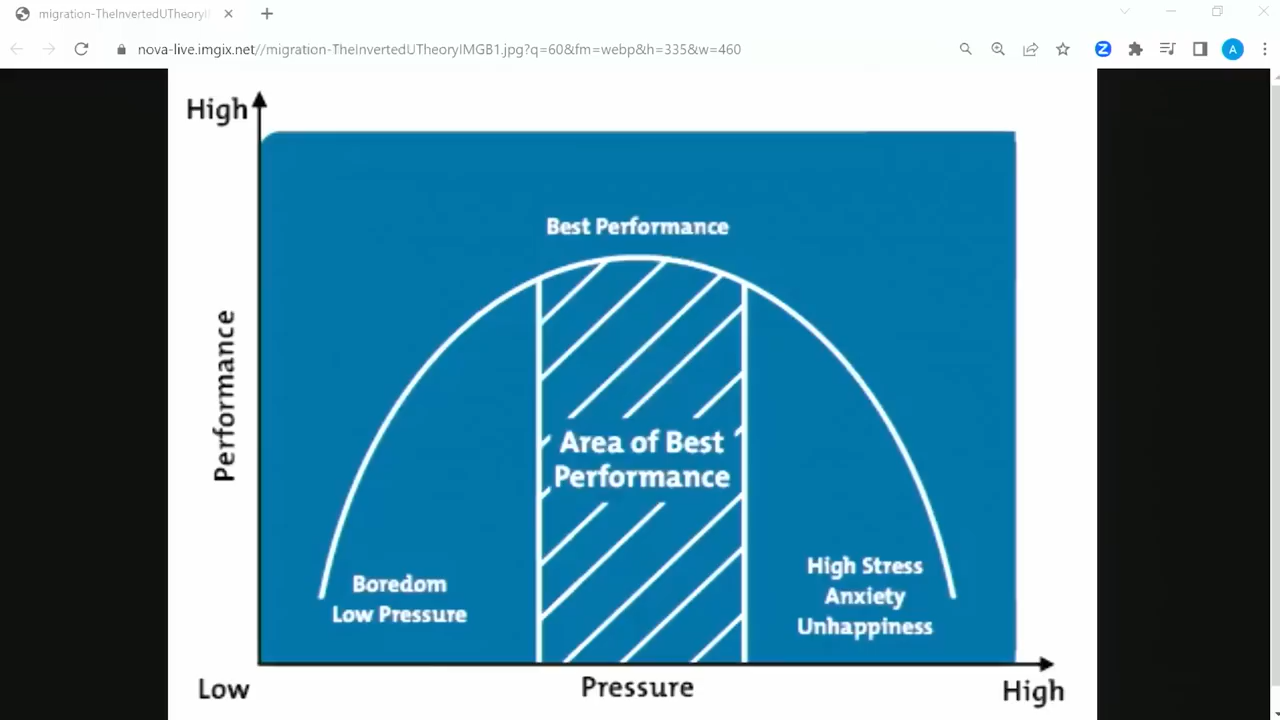 migration-TheInvertedUTheoryI
nova-live.imgix.net//migration-TheInvertedUTheoryIMGB1.jpg?q=60&fm=webp&h=335&w=460
Z
A
High
Best Performance
Performance
Area of Best
Performance
Boredom
Low Pressure
High Stress
Anxiety
Unhappiness
Low
Pressure
High